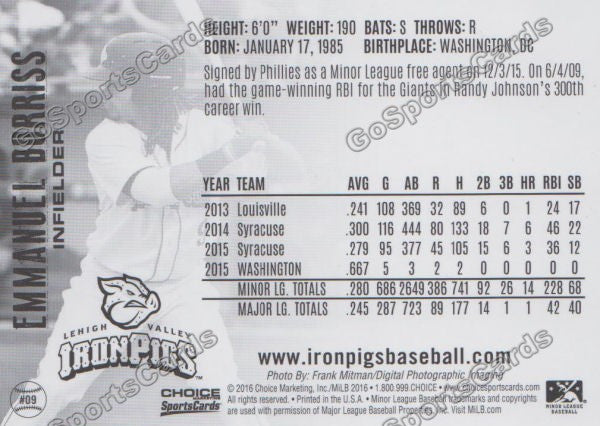 HEIGHT: 6'0" WEIGHT: 190 BATS: S THROWS: R
BORN: JANUARY 17, 1985 BIRTHPLACE: WASHINGTON, DC
Signed by Phillies as a Minor League free agent on 12/3/15. On 6/4/09,
had the game-winning RBI for the Giants in Randy Johnson's 300th
career win.
EMMANUEL BURRISS
INFIELDER
YEAR TEAM AVG G AB R H 2B 3B HR RBI SB
2013 Louisville .241 108 369 32 89 6 0 1 24 17
2014 Syracuse .300 116 444 80 133 18 7 6 46 22
2015 Syracuse .279 95 377 45 105 15 6 3 36 12
2015 WASHINGTON .667 5 3 2 2 0 0 0 0 0
MINOR LG. TOTALS .280 686 2649 386 741 92 26 14 228 68
MAJOR LG. TOTALS .245 287 723 89 177 14 1 1 42 40
LEHIGH VALLEY
IRONPIGS
TM
www.ironpigsbaseball.com
Photo By: Frank Mitman/Digital Photographic Imaging
#09
CHOICE
MARKETING
SportsCards
© 2016 Choice Marketing, Inc./MiLB 2016 • 1.800.999.CHOICE • www.choicesportscards.com
All rights reserved. • Printed in the U.S.A. • Minor League Baseball trademarks and copyrights
are used with permission of Major League Baseball Properties, Inc. Visit MiLB.com
MINOR LEAGUE
BASEBALL
GoSportsCards
GoSportsCards
GoSportsCards
GoSportsCards